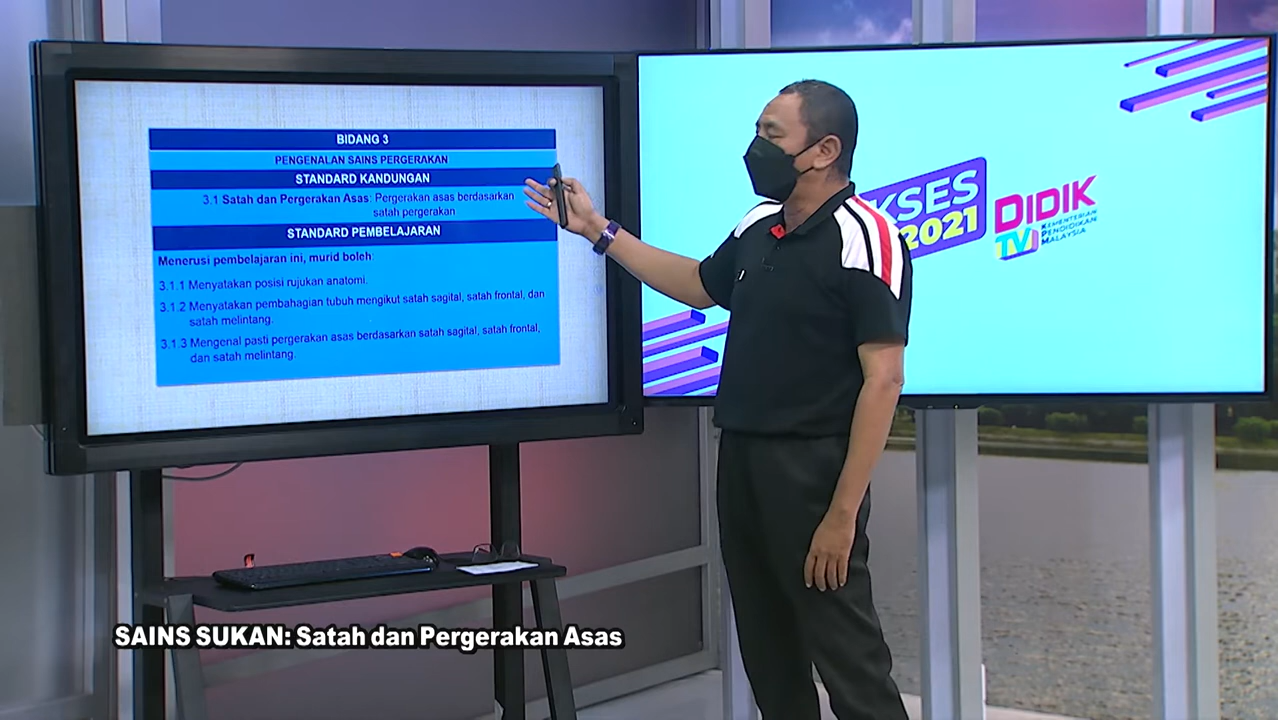 BIDANG 3
PENGENALAN SAINS PERGERAKAN
STANDARD KANDUNGAN
3.1 Satah dan Pergerakan Asas: Pergerakan asas berdasarkan
satah pergerakan
STANDARD PEMBELAJARAN
Menerusi pembelajaran ini, murid boleh:
3.1.1 Menyatakan posisi rujukan anatomi.
3.1.2 Menyatakan pembahagian tubuh mengikut satah sagital, satah frontal, dan
satah melintang.
3.1.3 Mengenal pasti pergerakan asas berdasarkan satah sagital, satah frontal,
dan satah melintang.
KSES
2021
DIDIK
TV
KEMENTERIAN
PENDIDIKAN
MALAYSIA
SAINS SUKAN: Satah dan Pergerakan Asas